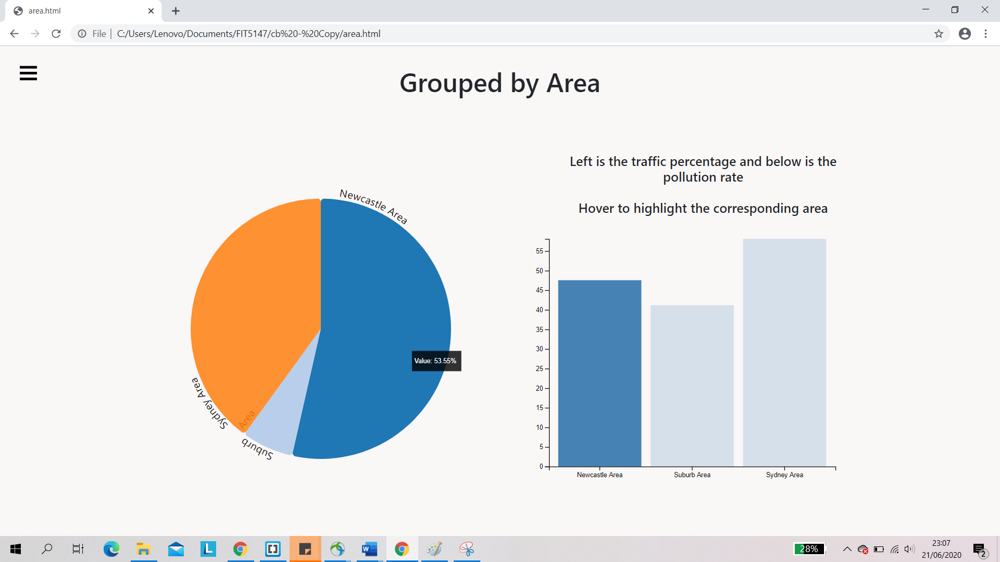 area.html
File
C:/Users/Lenovo/Documents/FIT5147/cb%20-%20Copy/area.html
Grouped by Area
Left is the traffic percentage and below is the
pollution rate
Hover to highlight the corresponding area
Newcastle Area
Value: 53.55%
Sydney Area
Suburb
Area
55
50
45
40
35
30
25
20
15
10
5
0
Newcastle Area
Suburb Area
Sydney Area
L
W
28%
23:07
21/06/2020
2